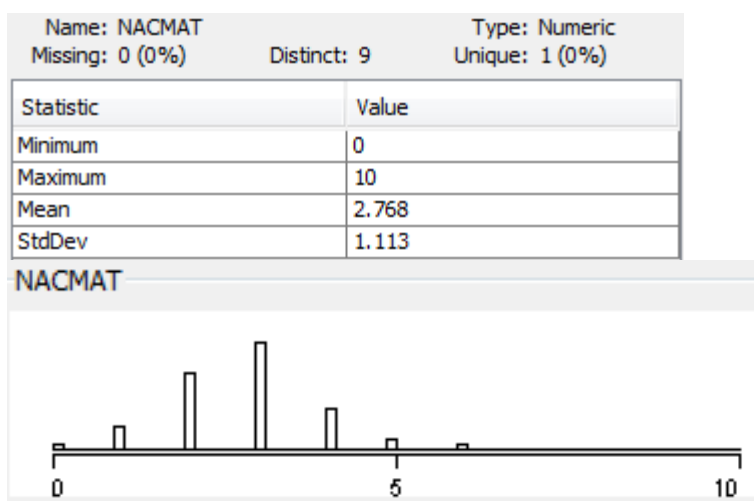 Name: NACMAT Type: Numeric
Missing: 0 (0%) Distinct: 9 Unique: 1 (0%)
Statistic Value
Minimum 0
Maximum 10
Mean 2.768
StdDev 1.113
NACMAT
0 5 10